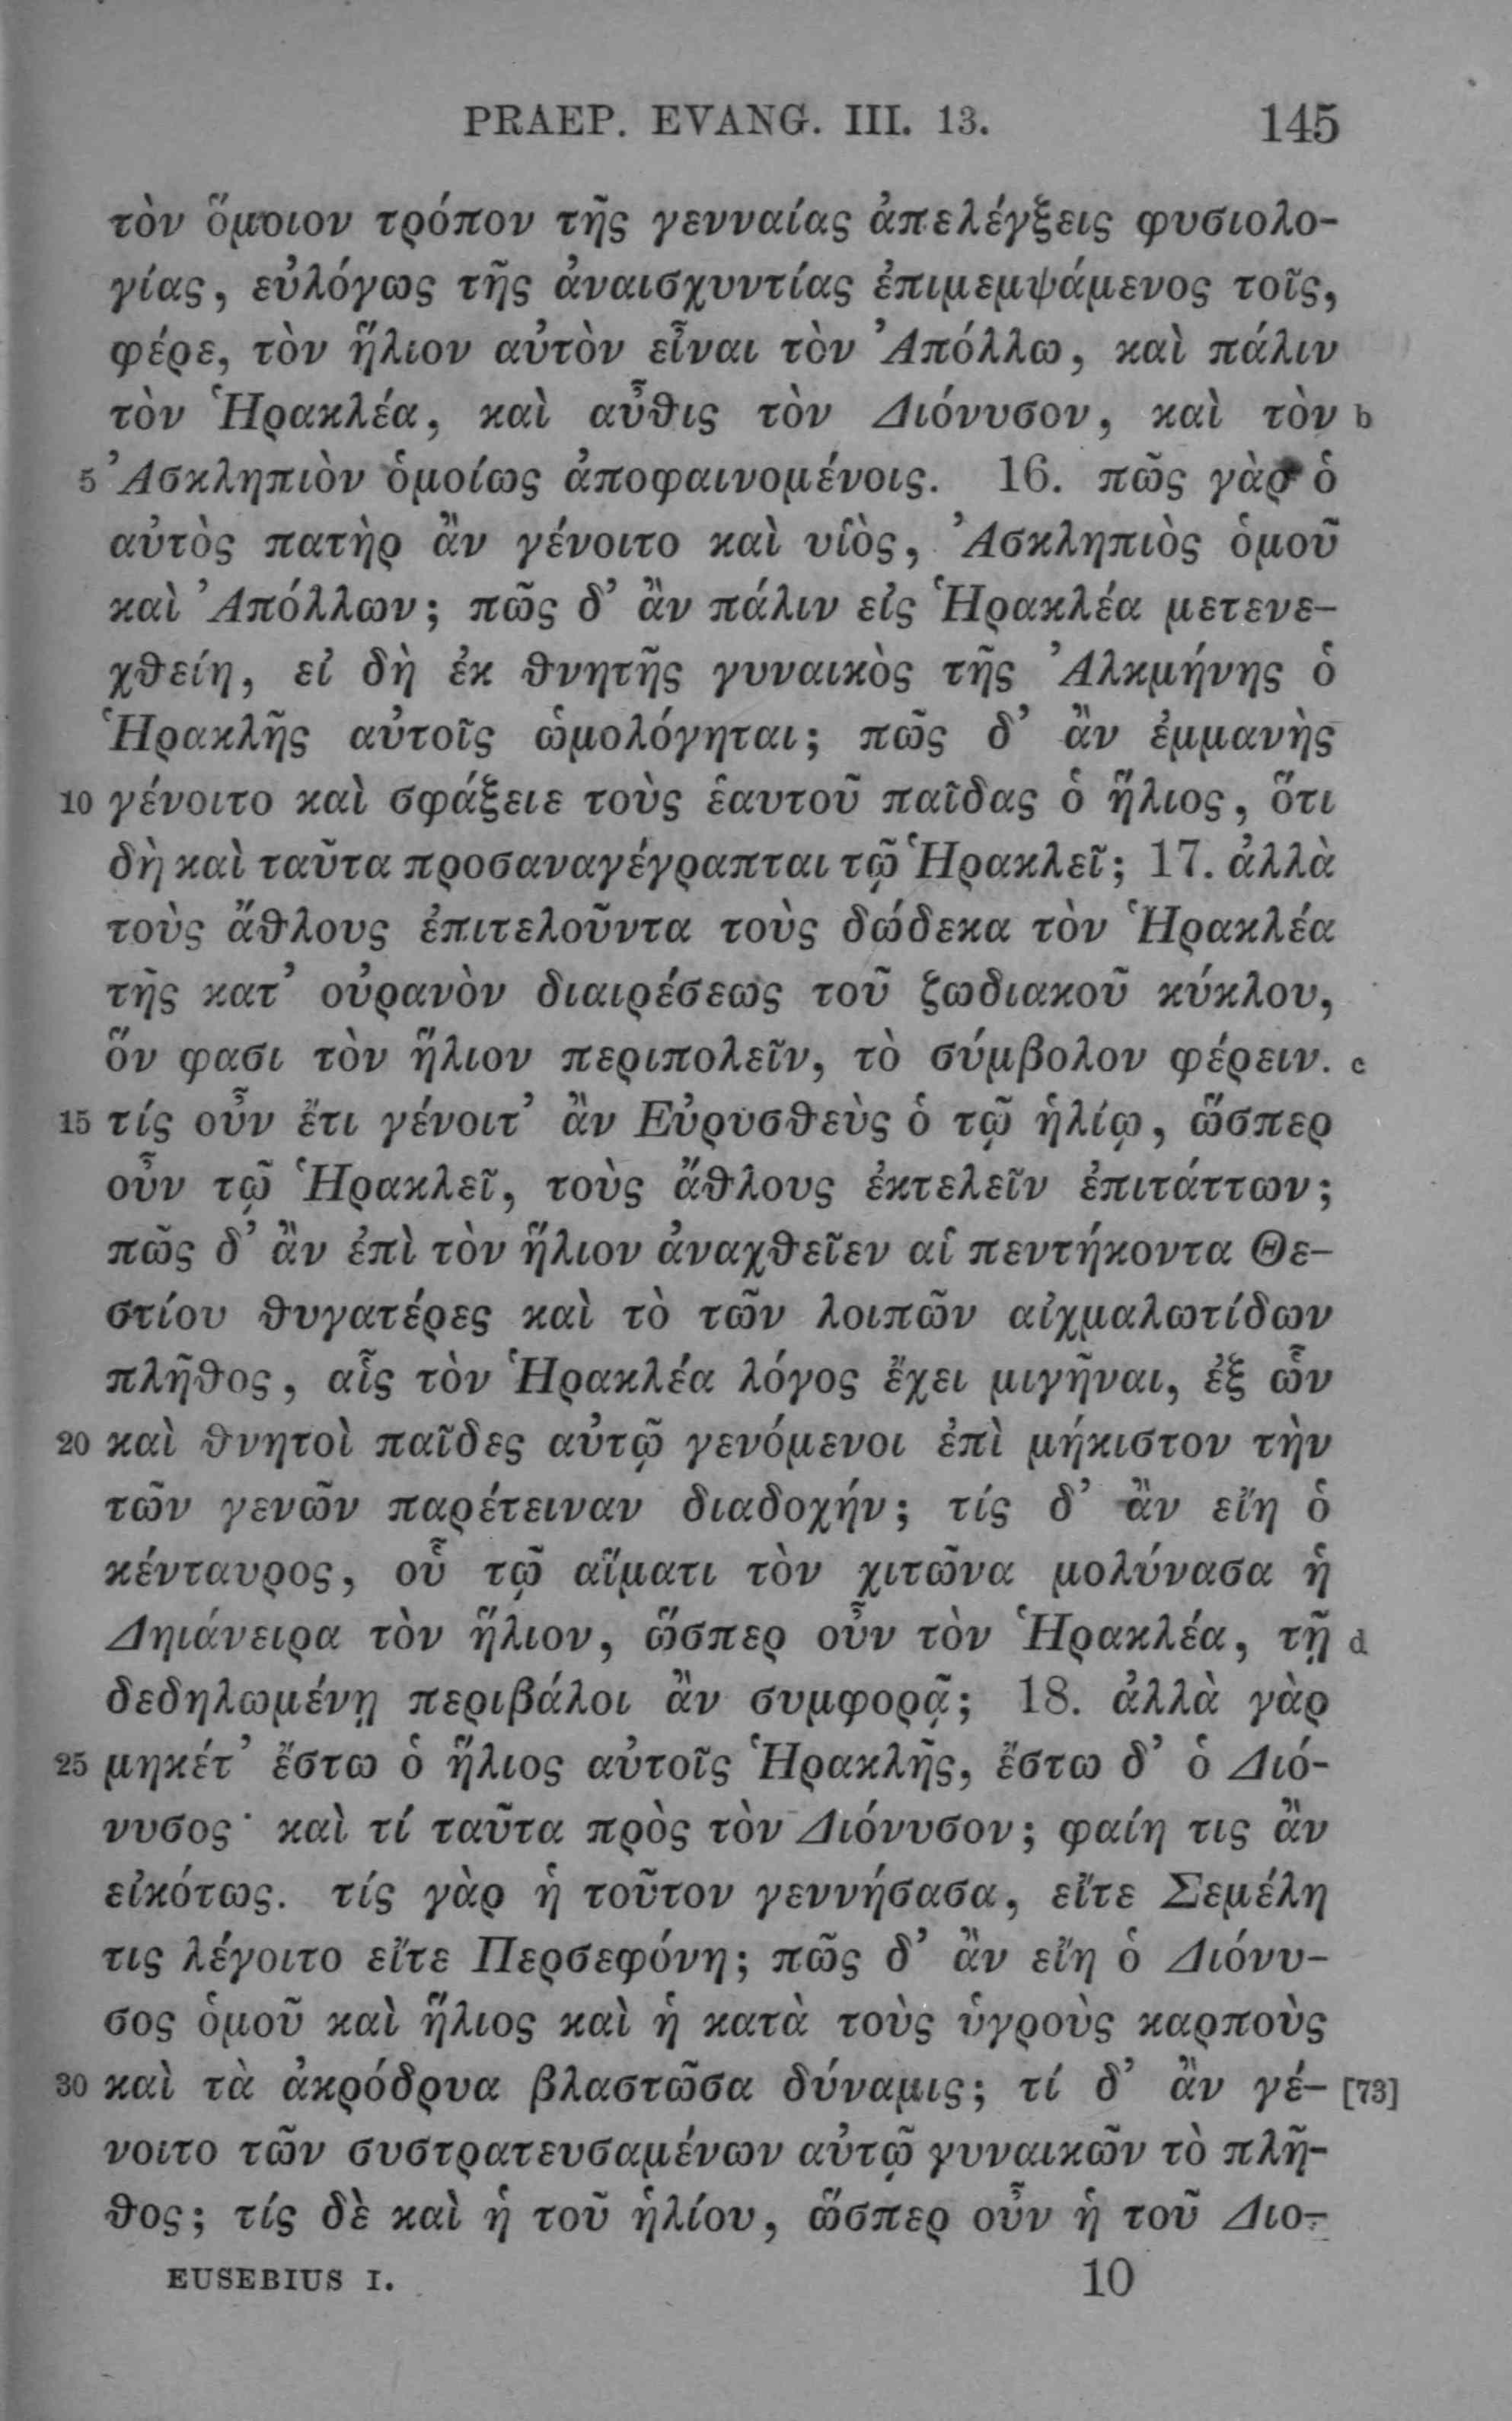 PRAEP. EVANG. III. 13. 145
τὸν ὅμοιον τρόπον τῆς γενναίας ἀπελέγξεις φυσιολο-
γίας, εὐλόγως τῆς ἀναισχυντίας ἐπιμεμψάμενος τοῖς,
φέρε, τὸν ἥλιον αὐτὸν εἶναι τὸν Ἀπόλλω, καὶ πάλιν
τὸν Ἡρακλέα, καὶ αὖθις τὸν Διόνυσον, καὶ τὸν b
5 Ἀσκληπιὸν ὁμοίως ἀποφαινομένοις. 16. πῶς γὰρ ὁ
αὐτὸς πατὴρ ἂν γένοιτο καὶ υἱὸς, Ἀσκληπιὸς ὁμοῦ
καὶ Ἀπόλλων; πῶς δ’ ἂν πάλιν εἰς Ἡρακλέα μετενε-
χθείη, εἰ δὴ ἐκ θνητῆς γυναικὸς τῆς Ἀλκμήνης ὁ
Ἡρακλῆς αὐτοῖς ὡμολόγηται; πῶς δ’ ἂν ἐμμανὴς
10 γένοιτο καὶ σφάξειε τοὺς ἑαυτοῦ παῖδας ὁ ἥλιος, ὅτι
δὴ καὶ ταῦτα προσαναγέγραπται τῷ Ἡρακλεῖ; 17. ἀλλὰ
τοὺς ἄθλους ἐπιτελοῦντα τοὺς δώδεκα τὸν Ἡρακλέα
τῆς κατ’ οὐρανὸν διαιρέσεως τοῦ ζωδιακοῦ κύκλου,
ὅν φασι τὸν ἥλιον περιπολεῖν, τὸ σύμβολον φέρειν. c
15 τίς οὖν ἔτι γένοιτ’ ἂν Εὐρυσθεὺς ὁ τῷ ἡλίῳ, ὥσπερ
οὖν τῷ Ἡρακλεῖ, τοὺς ἄθλους ἐκτελεῖν ἐπιτάττων;
πῶς δ’ ἂν ἐπὶ τὸν ἥλιον ἀναχθεῖεν αἱ πεντήκοντα Θε-
στίου θυγατέρες καὶ τὸ τῶν λοιπῶν αἰχμαλωτίδων
πλῆθος, αἷς τὸν Ἡρακλέα λόγος ἔχει μιγῆναι, ἐξ ὧν
20 καὶ θνητοὶ παῖδες αὐτῷ γενόμενοι ἐπὶ μήκιστον τὴν
τῶν γενῶν παρέτειναν διαδοχήν; τίς δ’ ἂν εἴη ὁ
κένταυρος, οὗ τῷ αἵματι τὸν χιτῶνα μολύνασα ἡ
Δηιάνειρα τὸν ἥλιον, ὥσπερ οὖν τὸν Ἡρακλέα, τῇ d
δεδηλωμένῃ περιβάλοι ἂν συμφορᾷ; 18. ἀλλὰ γὰρ
25 μηκέτ’ ἔστω ὁ ἥλιος αὐτοῖς Ἡρακλῆς, ἔστω δ’ ὁ Διό-
νυσος· καὶ τί ταῦτα πρὸς τὸν Διόνυσον; φαίη τις ἂν
εἰκότως. τίς γὰρ ἡ τοῦτον γεννήσασα, εἴτε Σεμέλη
τις λέγοιτο εἴτε Περσεφόνη; πῶς δ’ ἂν εἴη ὁ Διόνυ-
σος ὁμοῦ καὶ ἥλιος καὶ ἡ κατὰ τοὺς ὑγροὺς καρποὺς
30 καὶ τὰ ἀκρόδρυα βλαστῶσα δύναμις; τί δ’ ἂν γέ- [73]
νοιτο τῶν συστρατευσαμένων αὐτῷ γυναικῶν τὸ πλῆ-
θος; τίς δὲ καὶ ἡ τοῦ ἡλίου, ὥσπερ οὖν ἡ τοῦ Διο-
EUSEBIUS I. 10